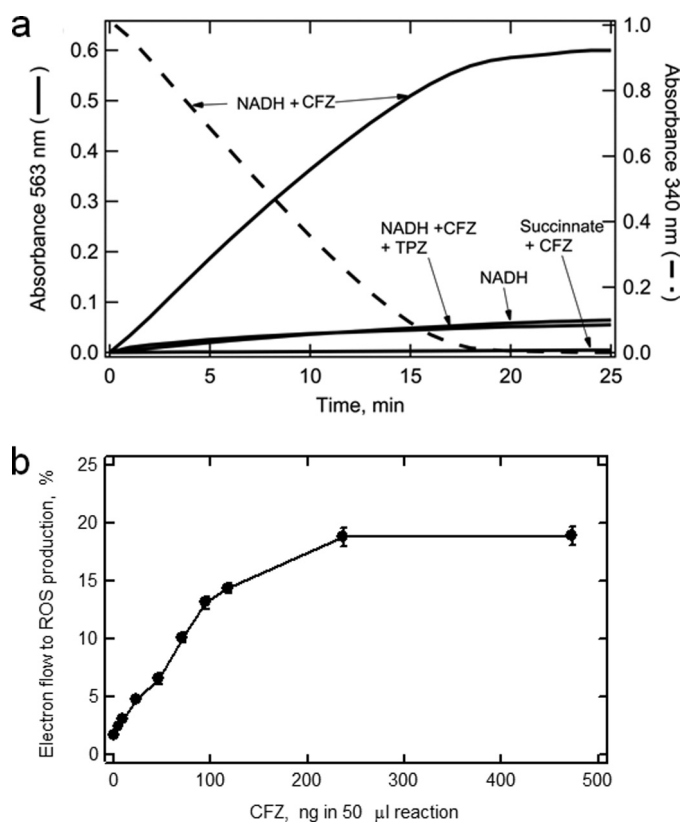 a
Absorbance 563 nm ( — )
0.6
0.5
0.4
0.3
0.2
0.1
0.0
NADH + CFZ
NADH +CFZ
+ TPZ
NADH
Succinnate
+ CFZ
1.0
0.8
0.6
0.4
0.2
0.0
Absorbance 340 nm ( — • )
0
5
10
15
20
25
Time, min
b
Electron flow to ROS production, %
25
20
15
10
5
0
0
100
200
300
400
500
CFZ, ng in 50 µl reaction